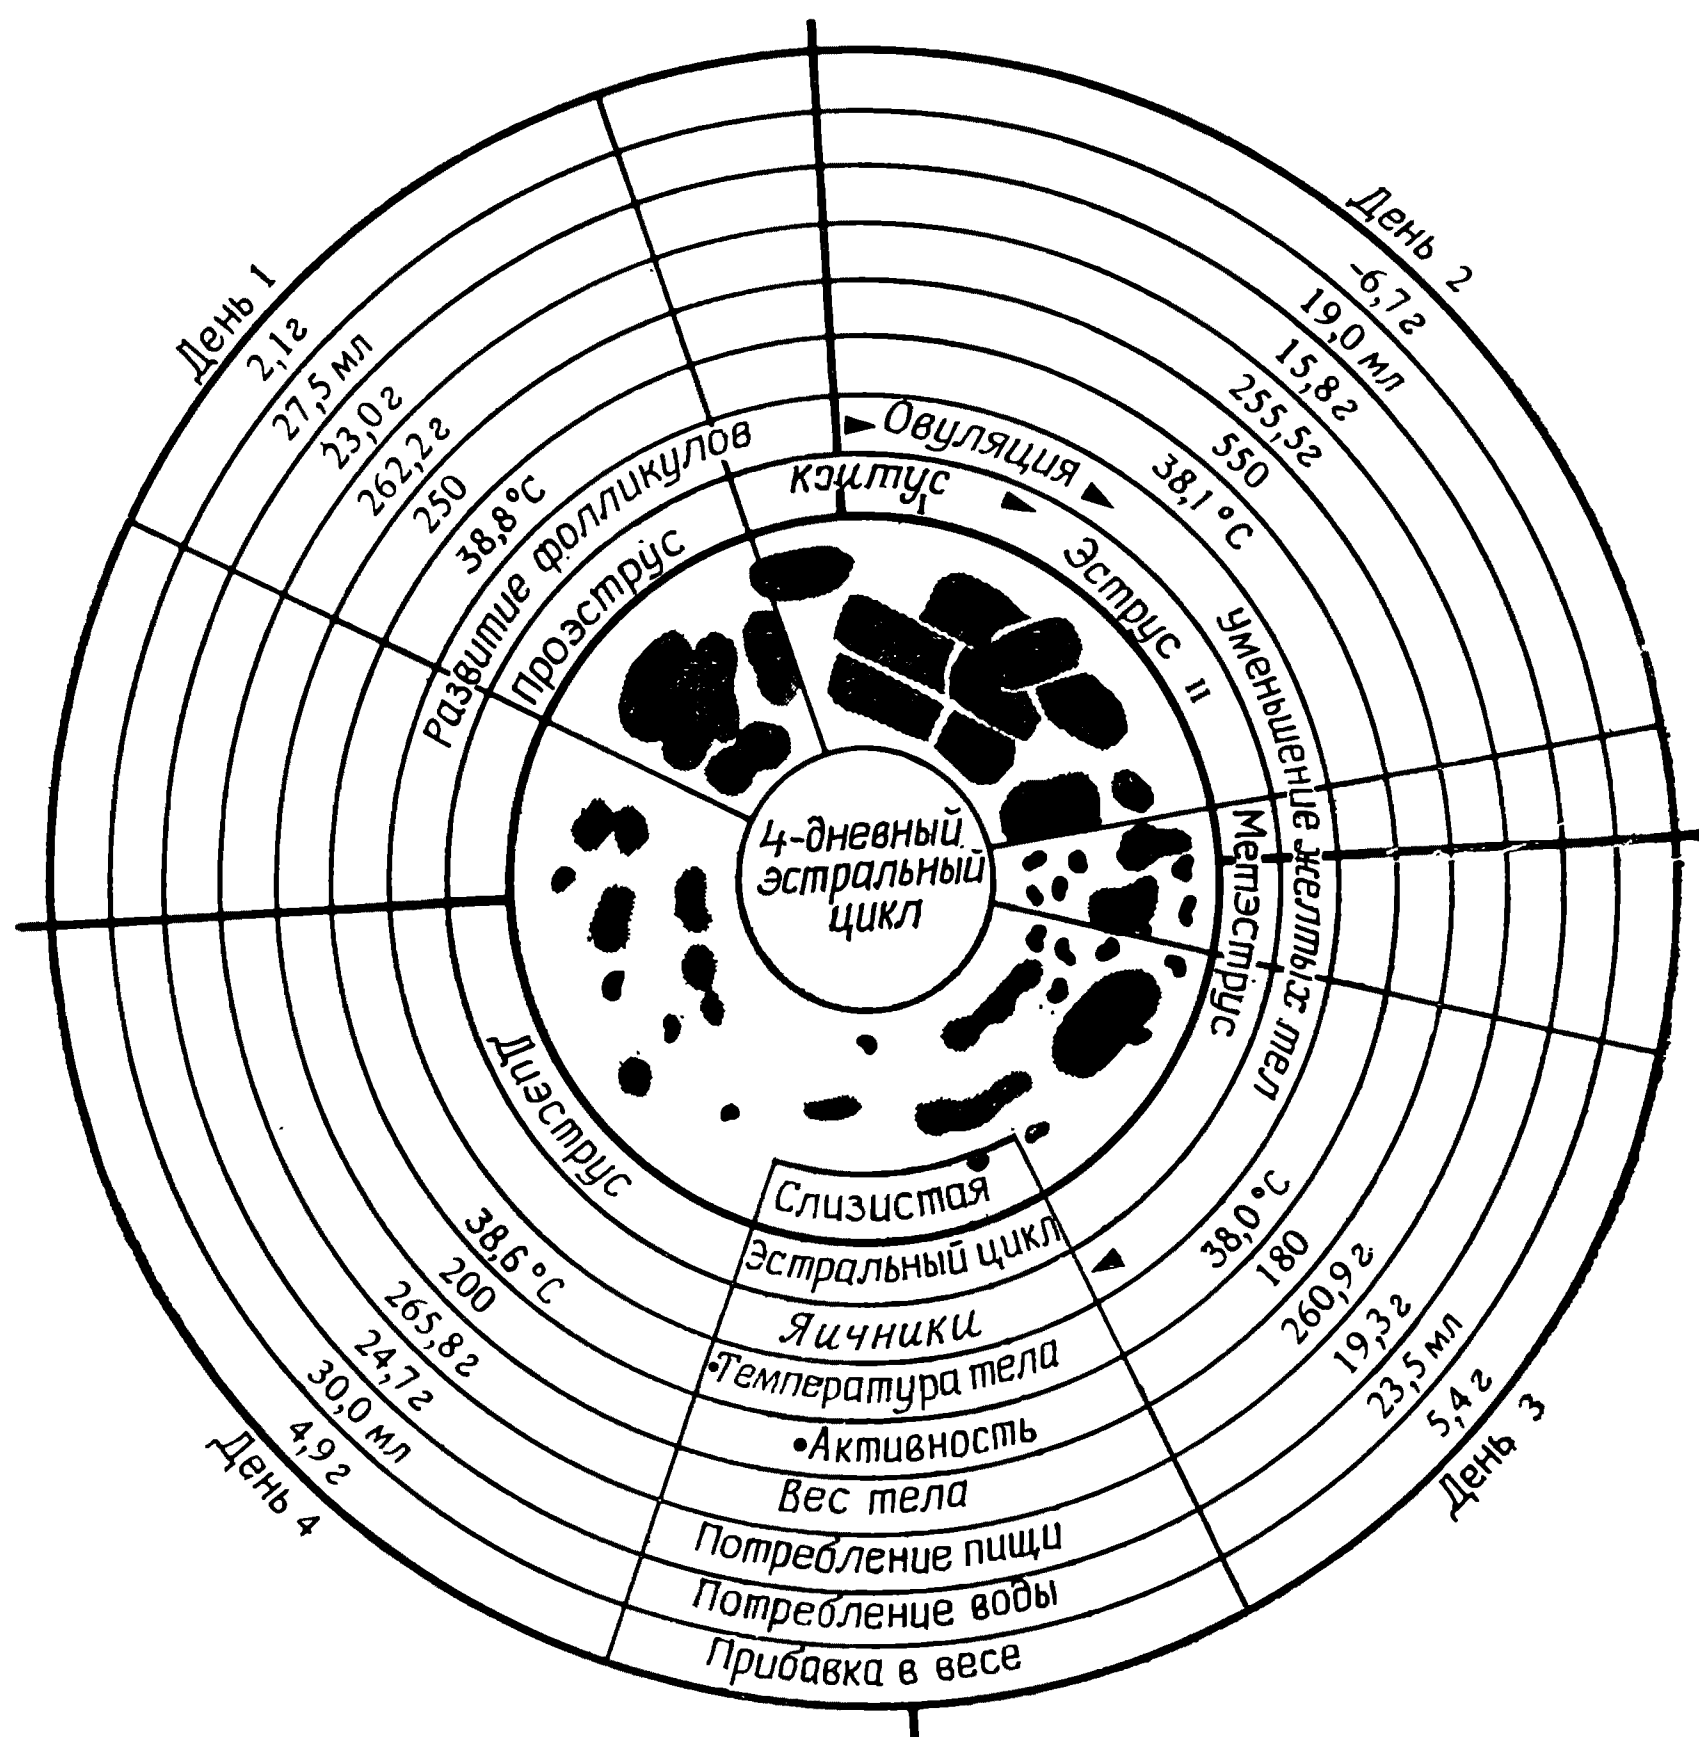 День 1
2,1г
27,5 мл
23,0г
262,2г
250
38,8°С
Развитие фолликулов
Проэструс
День 2
-6,7г
19,0 мл
15,8г
255,5г
550
38,1°С
Овуляция
коитус
I
Эструс II
Уменьшение желтых тел
Метэструс
4-дневный
эстральный
цикл
Диэструс
38,0°С
180
260,9г
19,3г
23,5 мл
5,4г
День 3
38,6°С
200
265,8г
24,7г
30,0 мл
4,9г
День 4
Слизистая
Эстральный цикл
Яичники
•Температура тела
•Активность
Вес тела
Потребление пищи
Потребление воды
Прибавка в весе